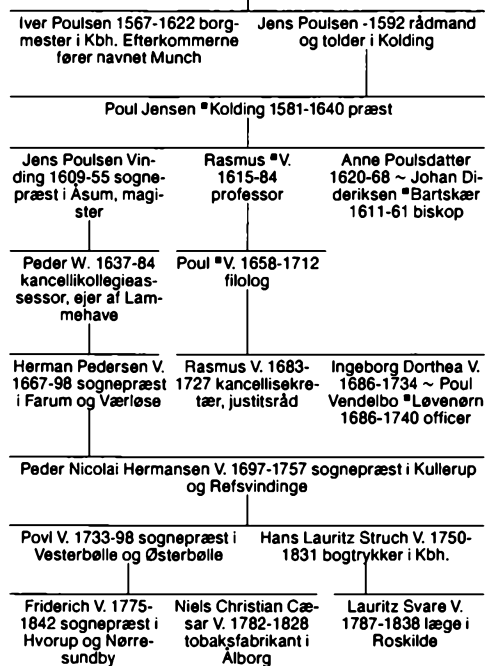 Iver Poulsen 1567-1622 borg-
mester i Kbh. Efterkommerne
fører navnet Munch
Jens Poulsen -1592 rådmand
og tolder i Kolding
Poul Jensen *Kolding 1581-1640 præst
Jens Poulsen Vin-
ding 1609-55 sogne-
præst i Åsum, magi-
ster
Rasmus *V.
1615-84
professor
Anne Poulsdatter
1620-68 ~ Johan Di-
deriksen *Bartskær
1611-61 biskop
Peder W. 1637-84
kancellikollegieas-
sessor, ejer af Lam-
mehave
Poul *V. 1658-1712
filolog
Herman Pedersen V.
1667-98 sognepræst
i Farum og Værløse
Rasmus V. 1683-
1727 kancellisekre-
tær, justitsråd
Ingeborg Dorthea V.
1686-1734 ~ Poul
Vendelbo *Løvenørn
1686-1740 officer
Peder Nicolai Hermansen V. 1697-1757 sognepræst i Kullerup
og Refsvindinge
Povl V. 1733-98 sognepræst i
Vesterbølle og Østerbølle
Hans Lauritz Struch V. 1750-
1831 bogtrykker i Kbh.
Friderich V. 1775-
1842 sognepræst i
Hvorup og Nørre-
sundby
Niels Christian Cæ-
sar V. 1782-1828
tobaksfabrikant i
Ålborg
Lauritz Svare V.
1787-1838 læge i
Roskilde